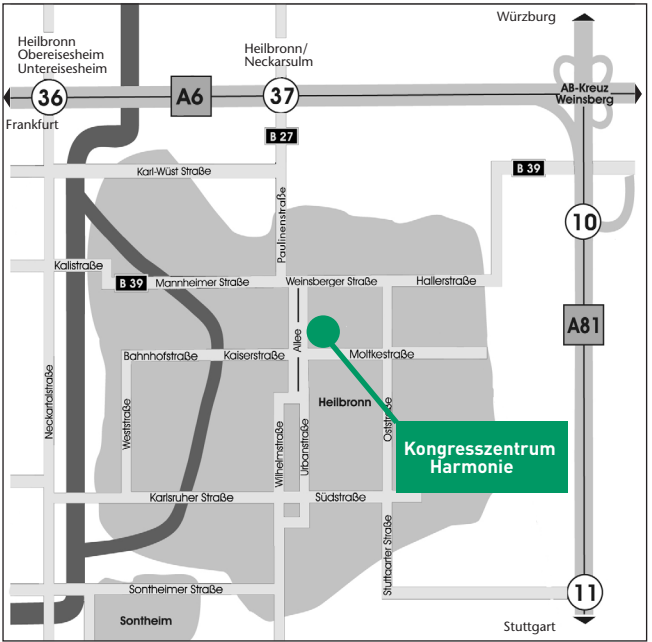 Würzburg
Heilbronn
Obereisesheim
Untereisesheim
Heilbronn/
Neckarsulm
36
A6
37
AB-Kreuz
Weinsberg
Frankfurt
B 27
Karl-Wüst Straße
B 39
Paulinenstraße
10
Kalistraße
B 39
Mannheimer Straße
Weinsberger Straße
Hallerstraße
A81
Allee
Bahnhofstraße
Kaiserstraße
Moltkestraße
Neckartalstraße
Weststraße
Heilbronn
Oststraße
Wilhelmstraße
Urbanstraße
Kongresszentrum
Harmonie
Karlsruher Straße
Südstraße
Stuttaarter Straße
Sontheimer Straße
11
Sontheim
Stuttgart